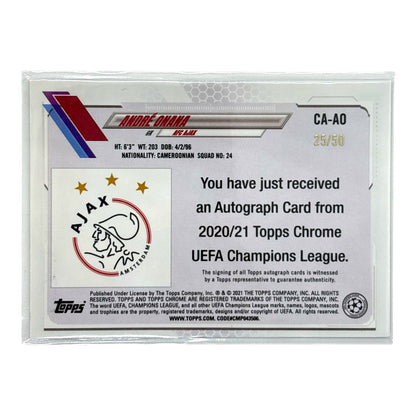 ANDRÉ ONANA
GK AFC AJAX
CA-AO
25/50
HT: 6'3" WT: 203 DOB: 4/2/96
NATIONALITY: CAMEROONIAN SQUAD NO: 24
AJAX
AMSTERDAM
You have just received
an Autograph Card from
2020/21 Topps Chrome
UEFA Champions League.
The signing of all Topps autograph cards is witnessed
by a Topps representative to guarantee authenticity.
Topps
Published Under License by The Topps Company, Inc. ® & © 2021 THE TOPPS COMPANY, INC. ALL RIGHTS
RESERVED. TOPPS AND TOPPS CHROME ARE REGISTERED TRADEMARKS OF THE TOPPS COMPANY, INC.
The word UEFA, CHAMPIONS LEAGUE, and all other UEFA CHAMPIONS LEAGUE marks, names, logos, mascots
and trophy are the property, registered trademarks, designs and/or copyright of UEFA. All rights reserved.
WWW.TOPPS.COM. CODE#CMP043506.